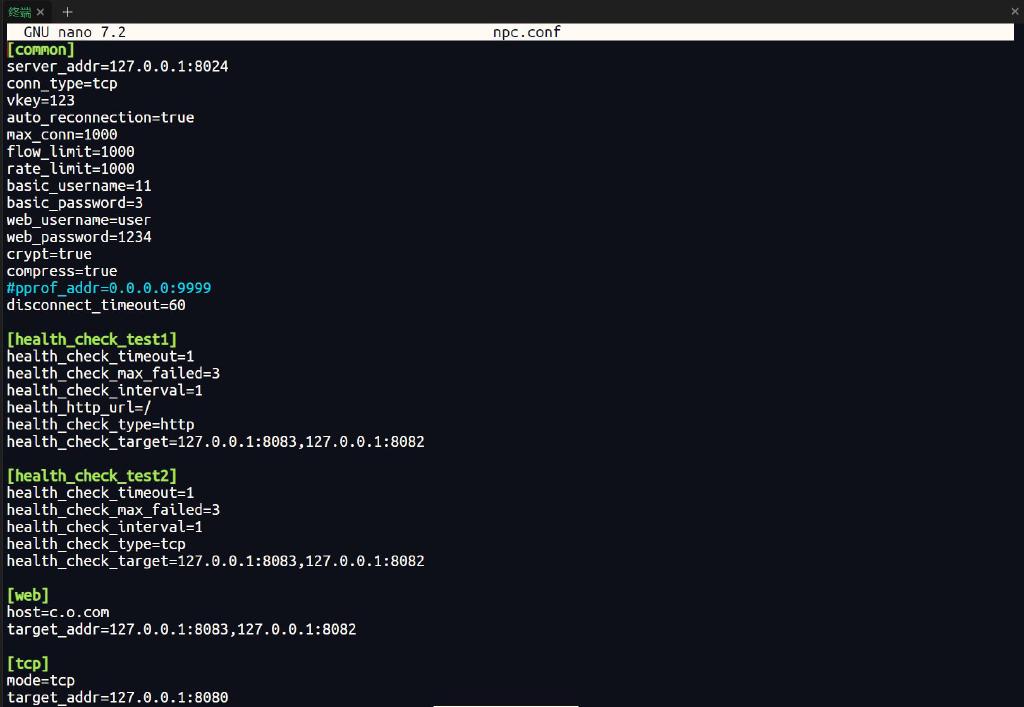 终端 × +
×
GNU nano 7.2 npc.conf
[common]
server_addr=127.0.0.1:8024
conn_type=tcp
vkey=123
auto_reconnection=true
max_conn=1000
flow_limit=1000
rate_limit=1000
basic_username=11
basic_password=3
web_username=user
web_password=1234
crypt=true
compress=true
#pprof_addr=0.0.0.0:9999
disconnect_timeout=60

[health_check_test1]
health_check_timeout=1
health_check_max_failed=3
health_check_interval=1
health_http_url=/
health_check_type=http
health_check_target=127.0.0.1:8083,127.0.0.1:8082

[health_check_test2]
health_check_timeout=1
health_check_max_failed=3
health_check_interval=1
health_check_type=tcp
health_check_target=127.0.0.1:8083,127.0.0.1:8082

[web]
host=c.o.com
target_addr=127.0.0.1:8083,127.0.0.1:8082

[tcp]
mode=tcp
target_addr=127.0.0.1:8080